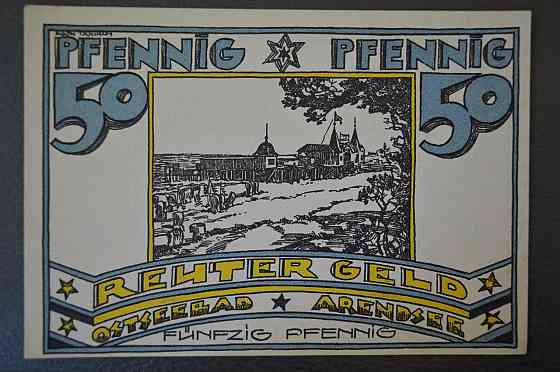 PFENNIG PFENNIG
50 50
REUTER GELD
OSTSEEBAD ARENDSEE
FÜNFZIG PFENNIG